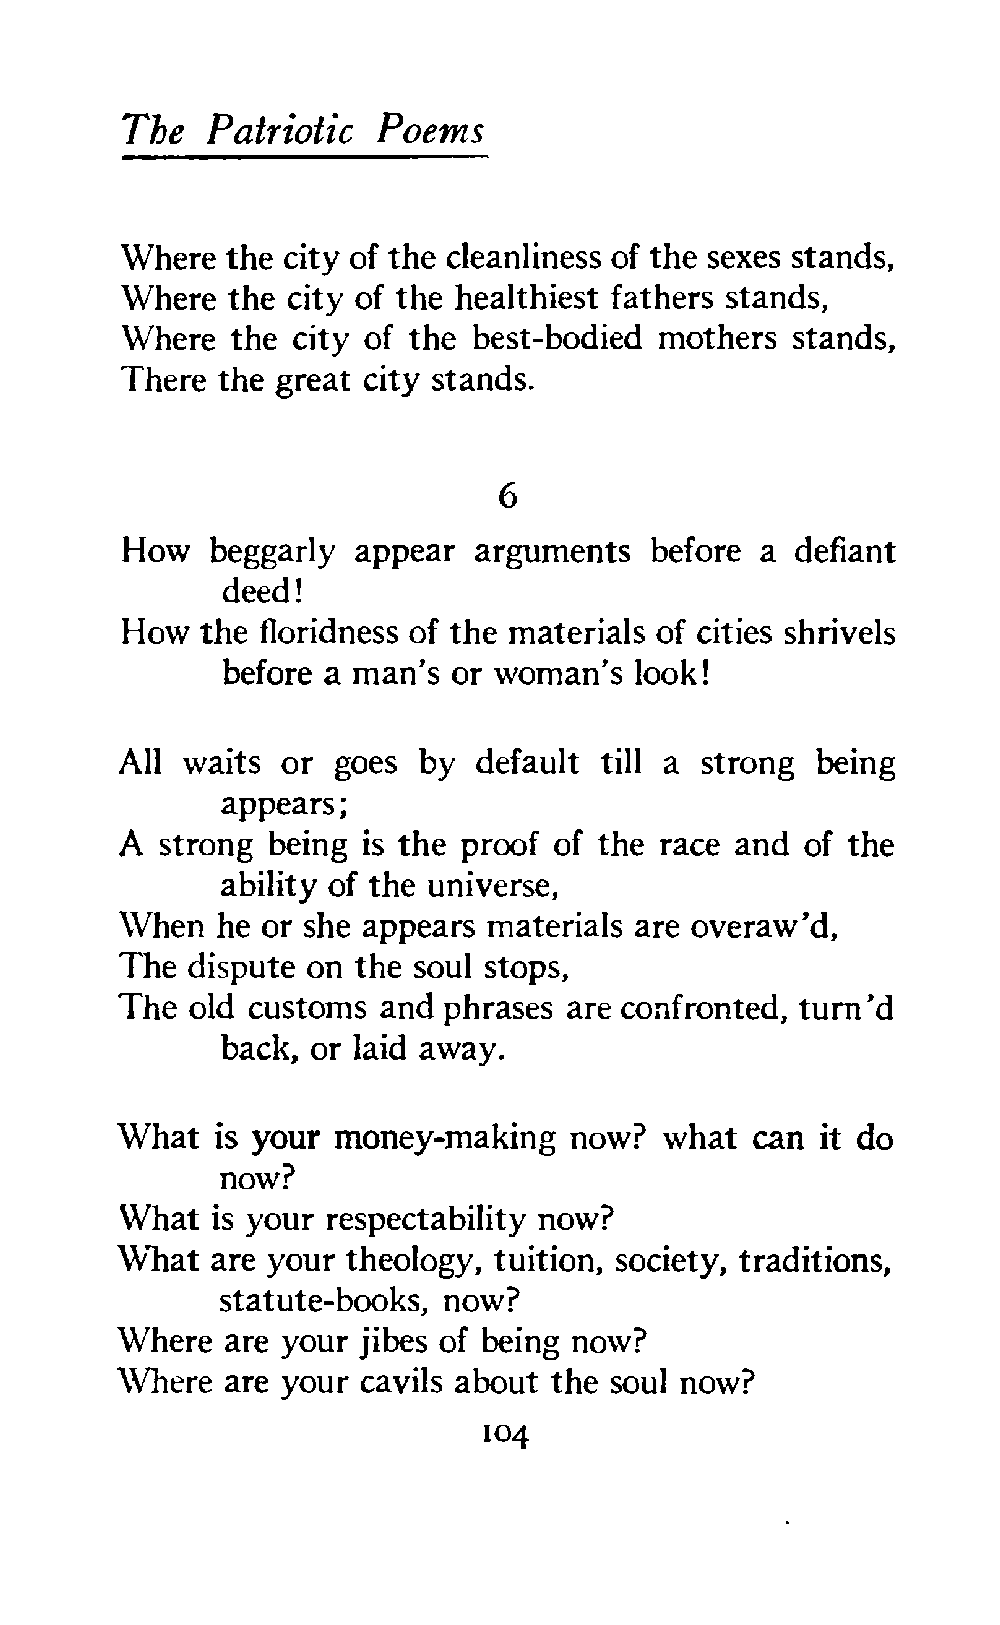 The Patriotic Poems
Where the city of the cleanliness of the sexes stands,
Where the city of the healthiest fathers stands,
Where the city of the best-bodied mothers stands,
There the great city stands.
6
How beggarly appear arguments before a defiant
deed!
How the floridness of the materials of cities shrivels
before a man's or woman's look!
All waits or goes by default till a strong being
appears;
A strong being is the proof of the race and of the
ability of the universe,
When he or she appears materials are overaw'd,
The dispute on the soul stops,
The old customs and phrases are confronted, turn'd
back, or laid away.
What is your money-making now? what can it do
now?
What is your respectability now?
What are your theology, tuition, society, traditions,
statute-books, now?
Where are your jibes of being now?
Where are your cavils about the soul now?
104